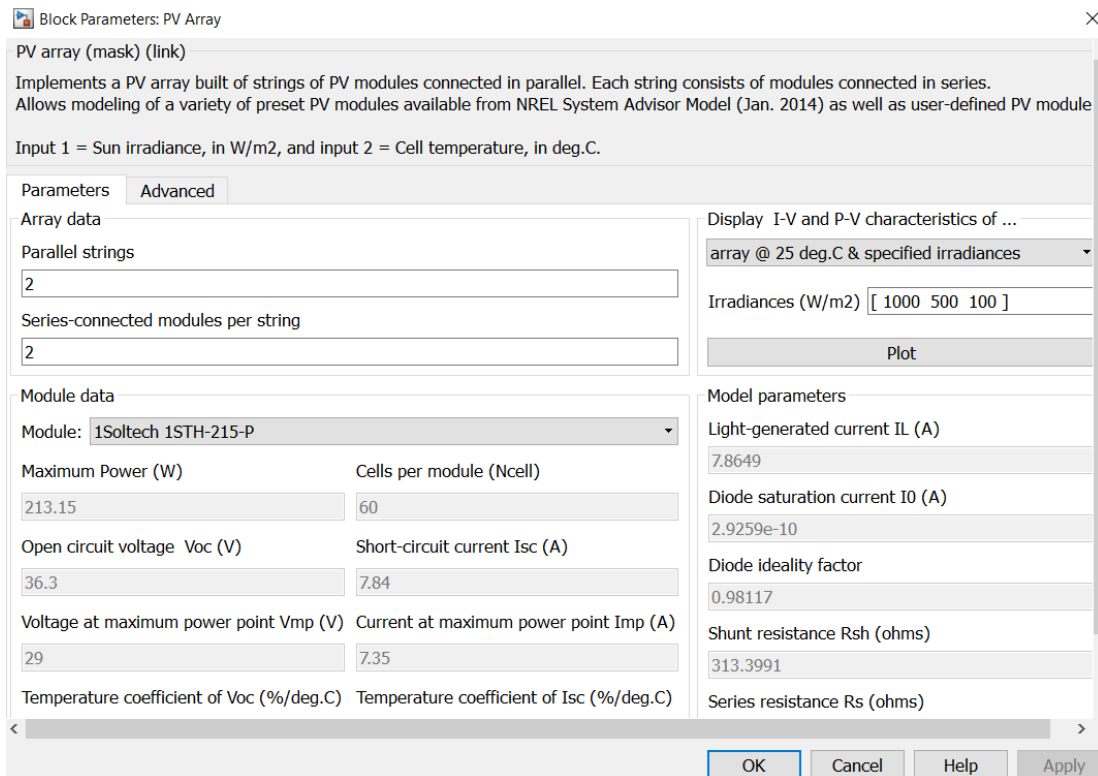 Block Parameters: PV Array
PV array (mask) (link)
Implements a PV array built of strings of PV modules connected in parallel. Each string consists of modules connected in series.
Allows modeling of a variety of preset PV modules available from NREL System Advisor Model (Jan. 2014) as well as user-defined PV module
Input 1 = Sun irradiance, in W/m2, and input 2 = Cell temperature, in deg.C.
Parameters Advanced
Array data
Parallel strings
2
Series-connected modules per string
2
Display I-V and P-V characteristics of ...
array @ 25 deg.C & specified irradiances
Irradiances (W/m2) [ 1000 500 100 ]
Plot
Module data
Module: 1Soltech 1STH-215-P
Maximum Power (W) Cells per module (Ncell)
213.15 60
Open circuit voltage Voc (V) Short-circuit current Isc (A)
36.3 7.84
Voltage at maximum power point Vmp (V) Current at maximum power point Imp (A)
29 7.35
Temperature coefficient of Voc (%/deg.C) Temperature coefficient of Isc (%/deg.C)
Model parameters
Light-generated current IL (A)
7.8649
Diode saturation current I0 (A)
2.9259e-10
Diode ideality factor
0.98117
Shunt resistance Rsh (ohms)
313.3991
Series resistance Rs (ohms)
OK Cancel Help Apply